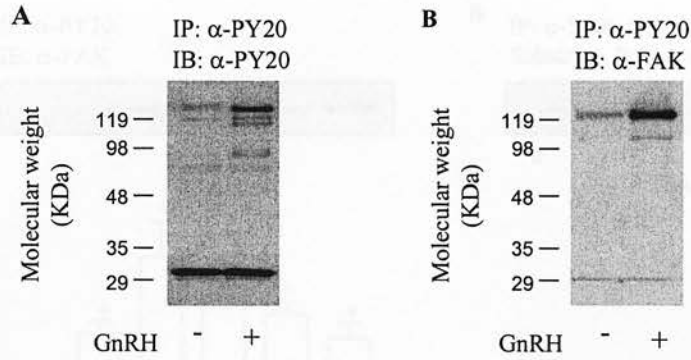 A
IP: α-PY20
IB: α-PY20
Molecular weight
(KDa)
119
98
48
35
29
GnRH - +
B
IP: α-PY20
IB: α-FAK
Molecular weight
(KDa)
119
98
48
35
29
GnRH - +